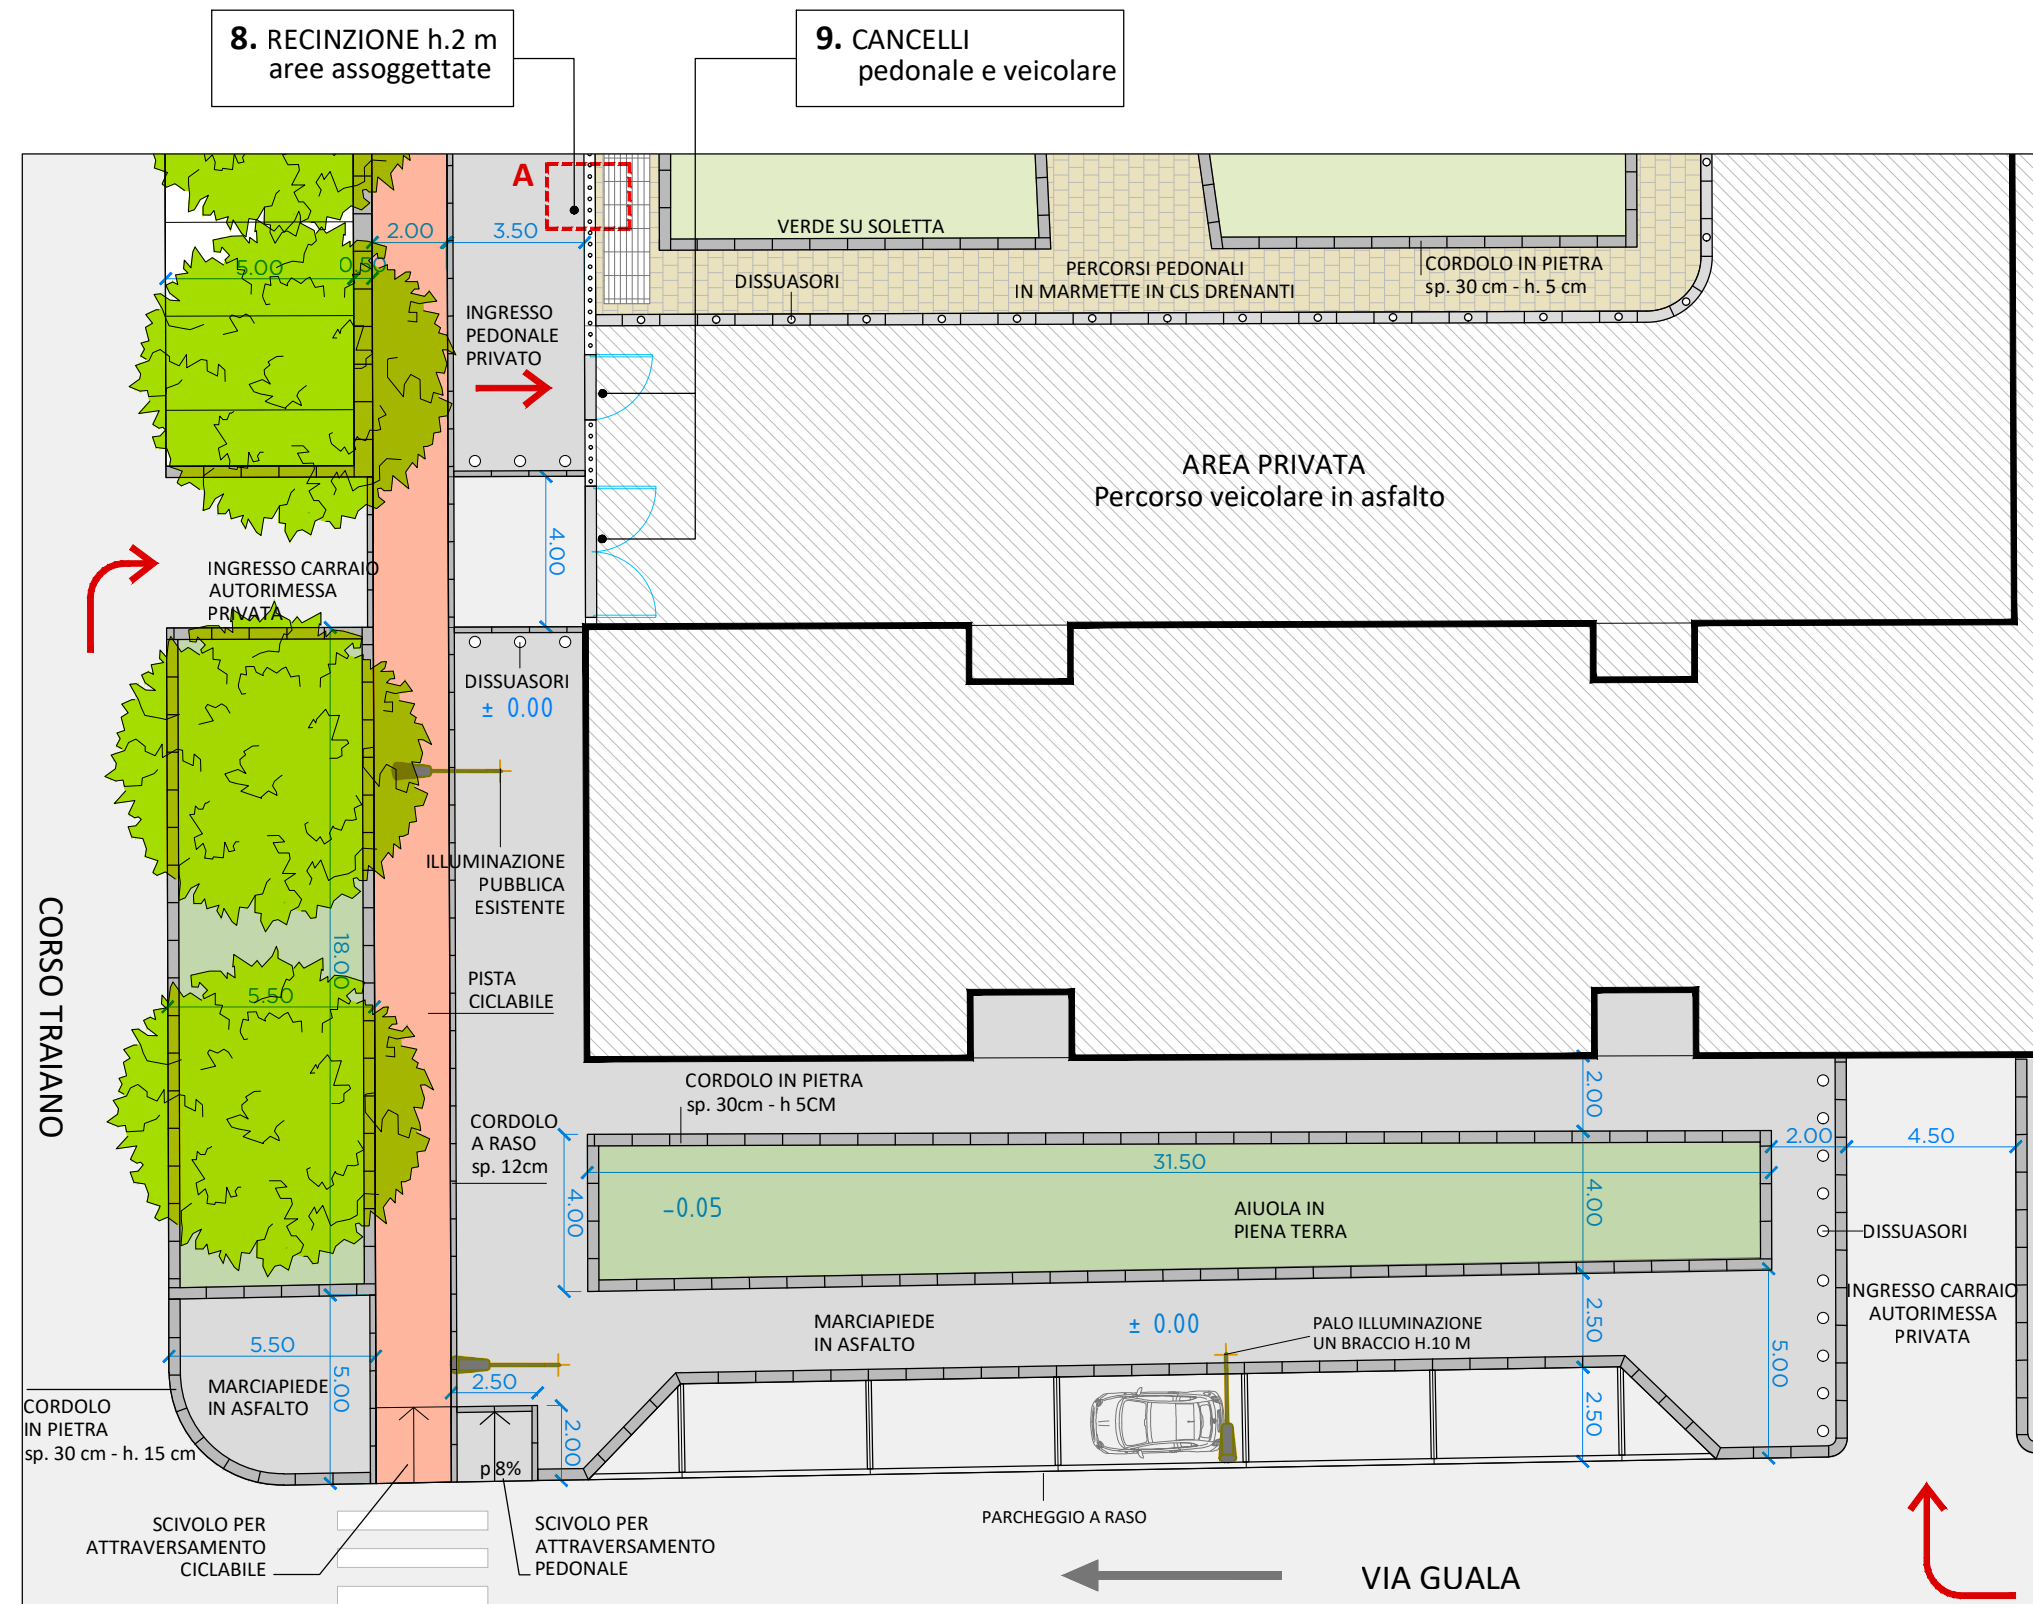 8. RECINZIONE h.2 m
aree assoggettate
9. CANCELLI
pedonale e veicolare
A
2.00
3.50
5.00
0.50
VERDE SU SOLETTA
DISSUASORI
PERCORSI PEDONALI
IN MARMETTE IN CLS DRENANTI
CORDOLO IN PIETRA
sp. 30 cm - h. 5 cm
INGRESSO
PEDONALE
PRIVATO
AREA PRIVATA
Percorso veicolare in asfalto
4.00
INGRESSO CARRAIO
AUTORIMESSA
PRIVATA
DISSUASORI
± 0.00
ILLUMINAZIONE
PUBBLICA
ESISTENTE
CORSO TRAIANO
18.00
5.50
PISTA
CICLABILE
CORDOLO IN PIETRA
sp. 30cm - h 5CM
2.00
CORDOLO
A RASO
sp. 12cm
2.00
4.50
31.50
4.00
-0.05
AIUOLA IN
PIENA TERRA
4.00
DISSUASORI
INGRESSO CARRAIO
AUTORIMESSA
PRIVATA
MARCIAPIEDE
IN ASFALTO
± 0.00
PALO ILLUMINAZIONE
UN BRACCIO H.10 M
2.50
5.00
5.50
5.00
MARCIAPIEDE
IN ASFALTO
2.50
2.00
2.50
CORDOLO
IN PIETRA
sp. 30 cm - h. 15 cm
p 8%
SCIVOLO PER
ATTRAVERSAMENTO
CICLABILE
SCIVOLO PER
ATTRAVERSAMENTO
PEDONALE
PARCHEGGIO A RASO
VIA GUALA